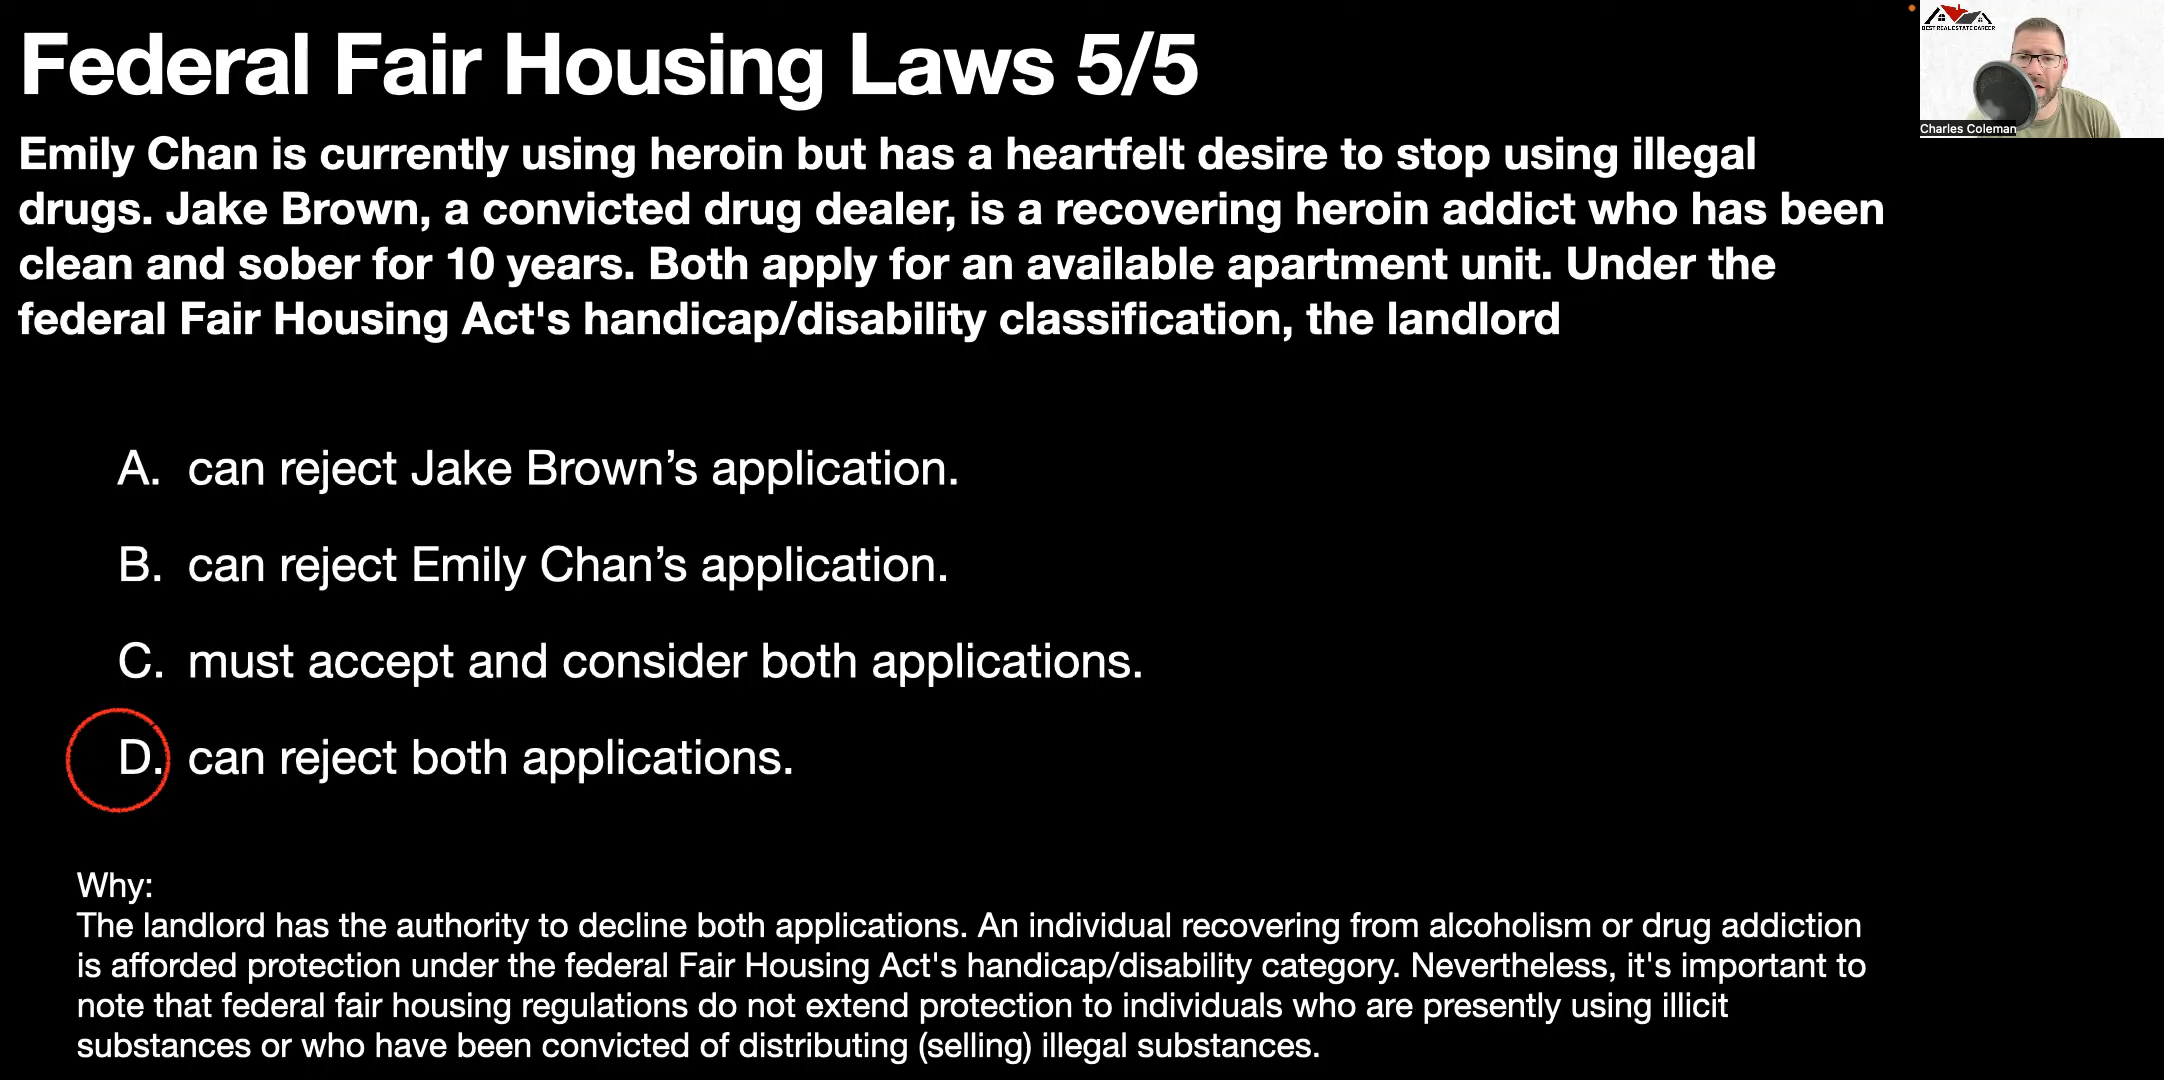 Federal Fair Housing Laws 5/5
BEST REAL ESTATE CAREER
Charles Coleman
Emily Chan is currently using heroin but has a heartfelt desire to stop using illegal
drugs. Jake Brown, a convicted drug dealer, is a recovering heroin addict who has been
clean and sober for 10 years. Both apply for an available apartment unit. Under the
federal Fair Housing Act's handicap/disability classification, the landlord
A. can reject Jake Brown’s application.
B. can reject Emily Chan’s application.
C. must accept and consider both applications.
D. can reject both applications.
Why:
The landlord has the authority to decline both applications. An individual recovering from alcoholism or drug addiction
is afforded protection under the federal Fair Housing Act's handicap/disability category. Nevertheless, it's important to
note that federal fair housing regulations do not extend protection to individuals who are presently using illicit
substances or who have been convicted of distributing (selling) illegal substances.